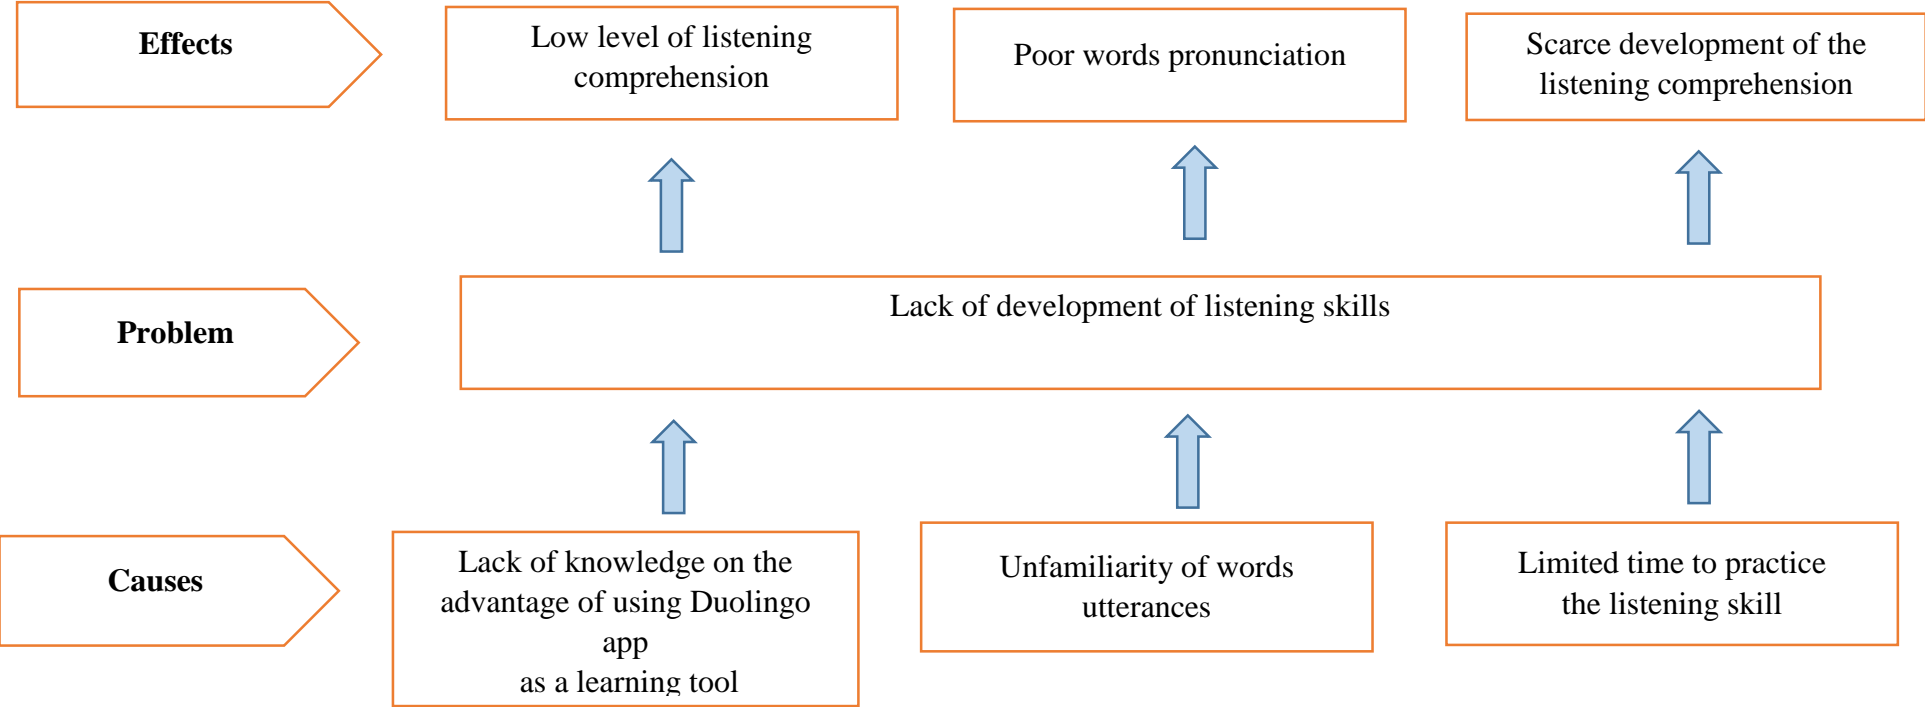 Effects
Low level of listening
comprehension
Poor words pronunciation
Scarce development of the
listening comprehension
Problem
Lack of development of listening skills
Causes
Lack of knowledge on the
advantage of using Duolingo
app
as a learning tool
Unfamiliarity of words
utterances
Limited time to practice
the listening skill